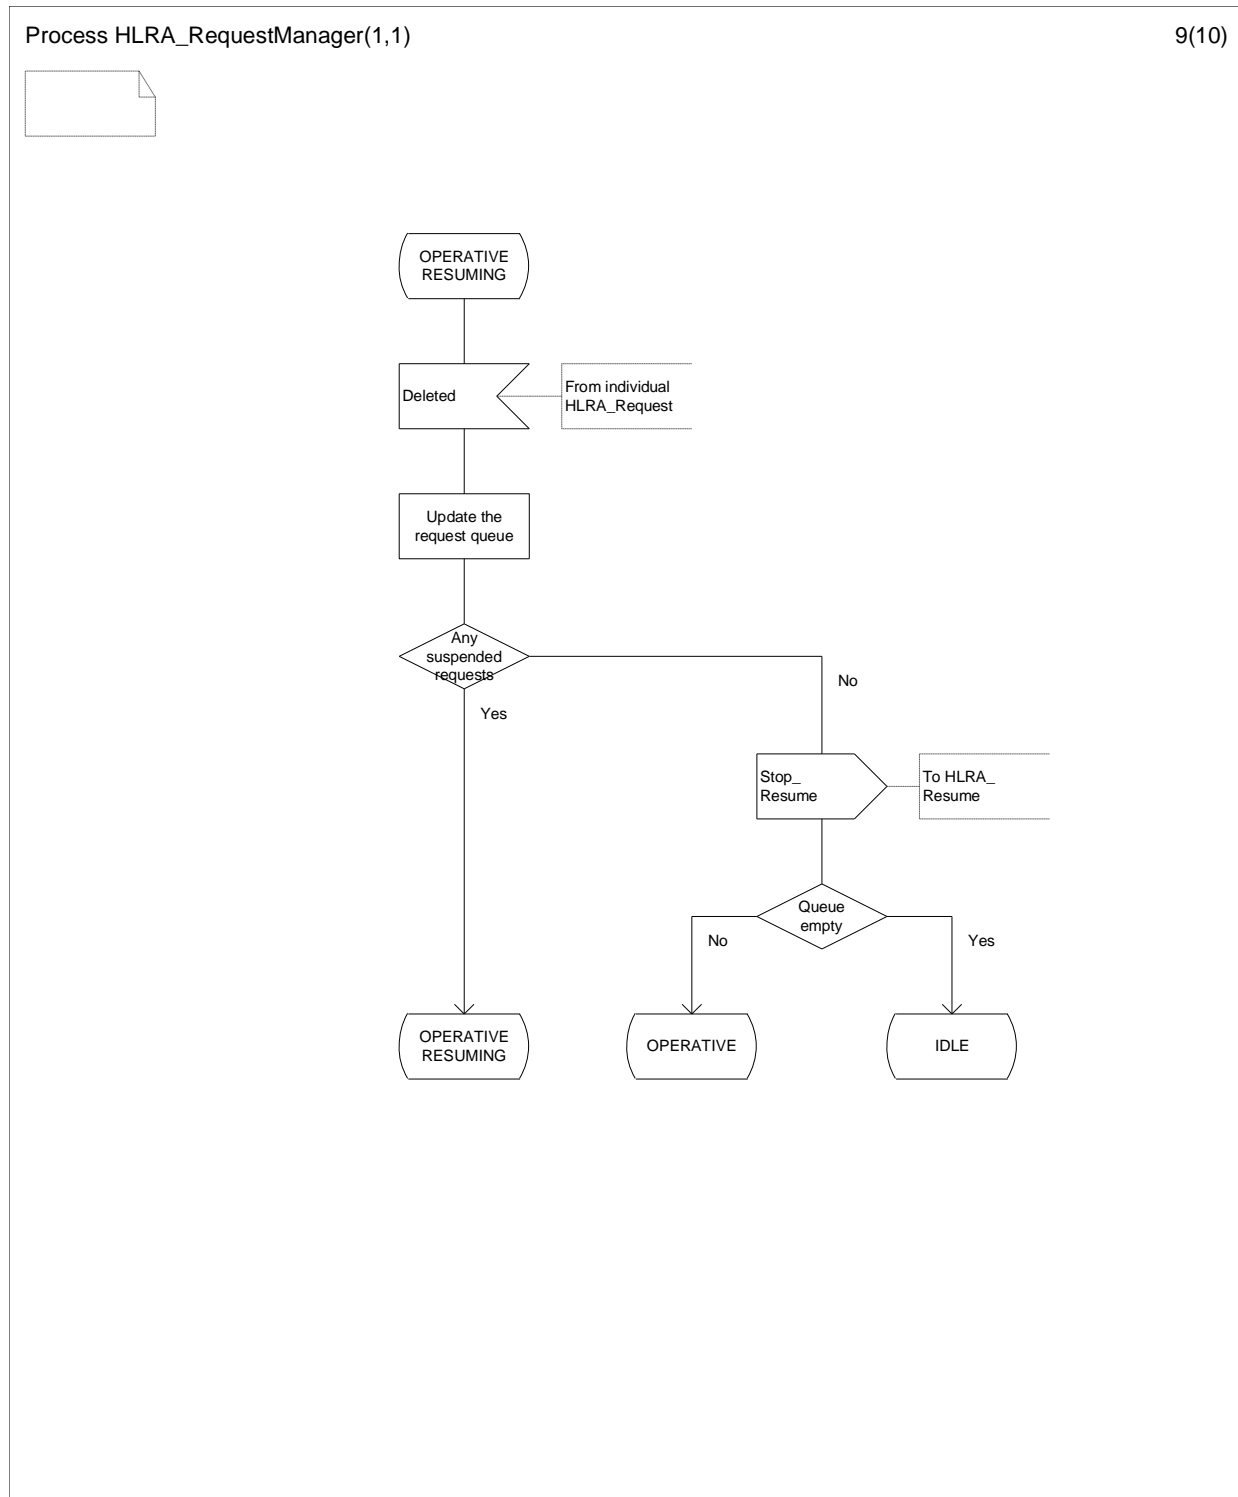 Process HLRA_RequestManager(1,1)
9(10)
OPERATIVE
RESUMING
Deleted
From individual
HLRA_Request
Update the
request queue
Any
suspended
requests
No
Yes
Stop_
Resume
To HLRA_
Resume
Queue
empty
No
Yes
OPERATIVE
RESUMING
OPERATIVE
IDLE